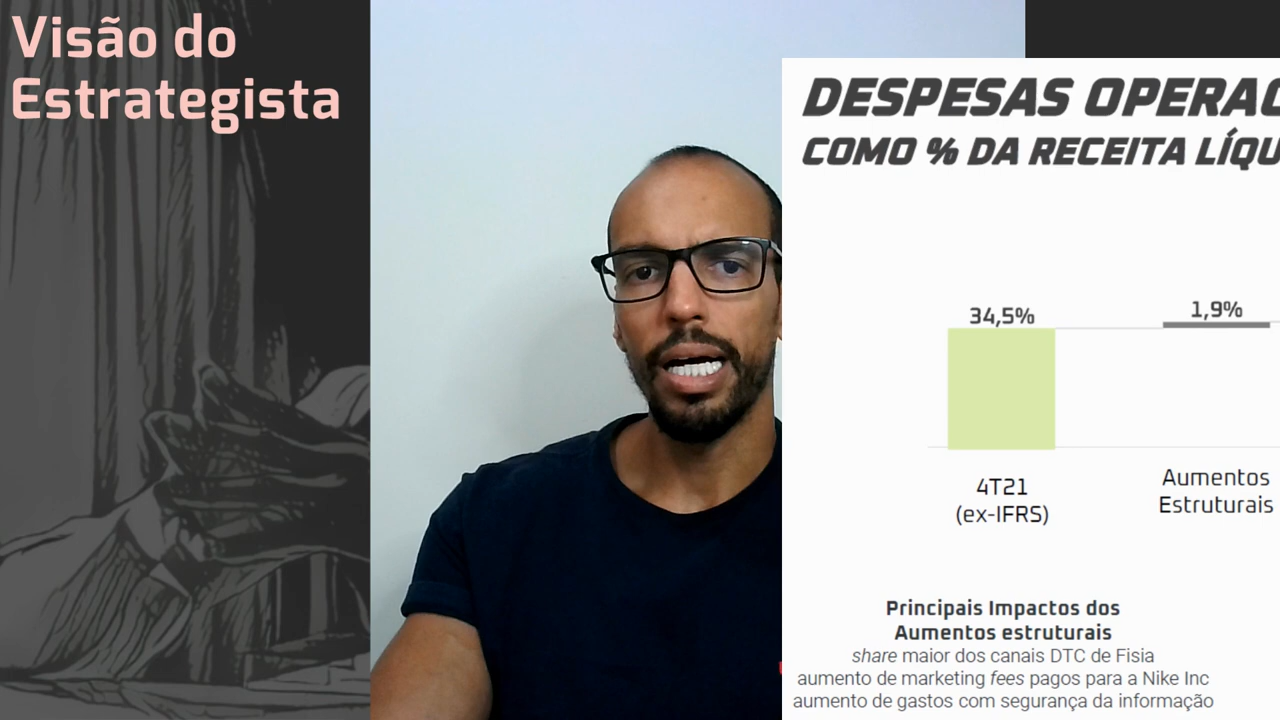 Visão do
Estrategista
DESPESAS OPERAC
COMO % DA RECEITA LÍQU
34,5%
1,9%
4T21
(ex-IFRS)
Aumentos
Estruturais
Principais Impactos dos
Aumentos estruturais
share maior dos canais DTC de Fisia
aumento de marketing fees pagos para a Nike Inc
aumento de gastos com segurança da informação